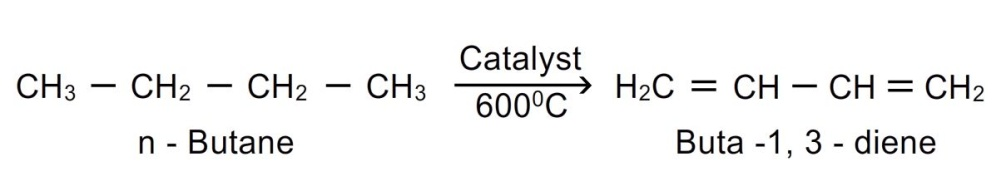 Catalyst
CH₃ — CH₂ — CH₂ — CH₃ ⟶ H₂C = CH — CH = CH₂
600⁰C
n - Butane Buta -1, 3 - diene